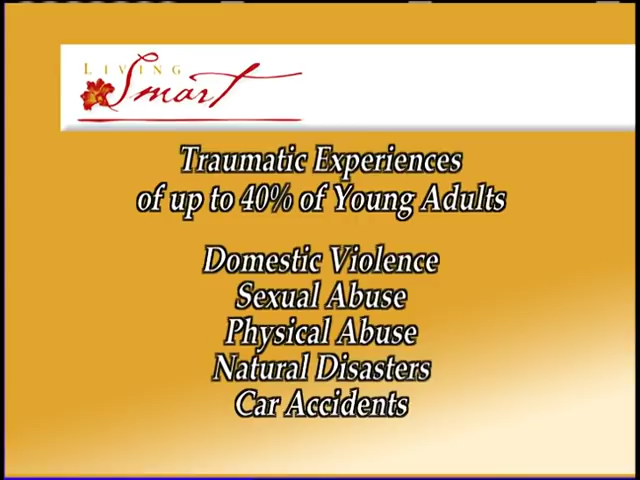 LIVING
Smart
Traumatic Experiences
of up to 40% of Young Adults
Domestic Violence
Sexual Abuse
Physical Abuse
Natural Disasters
Car Accidents